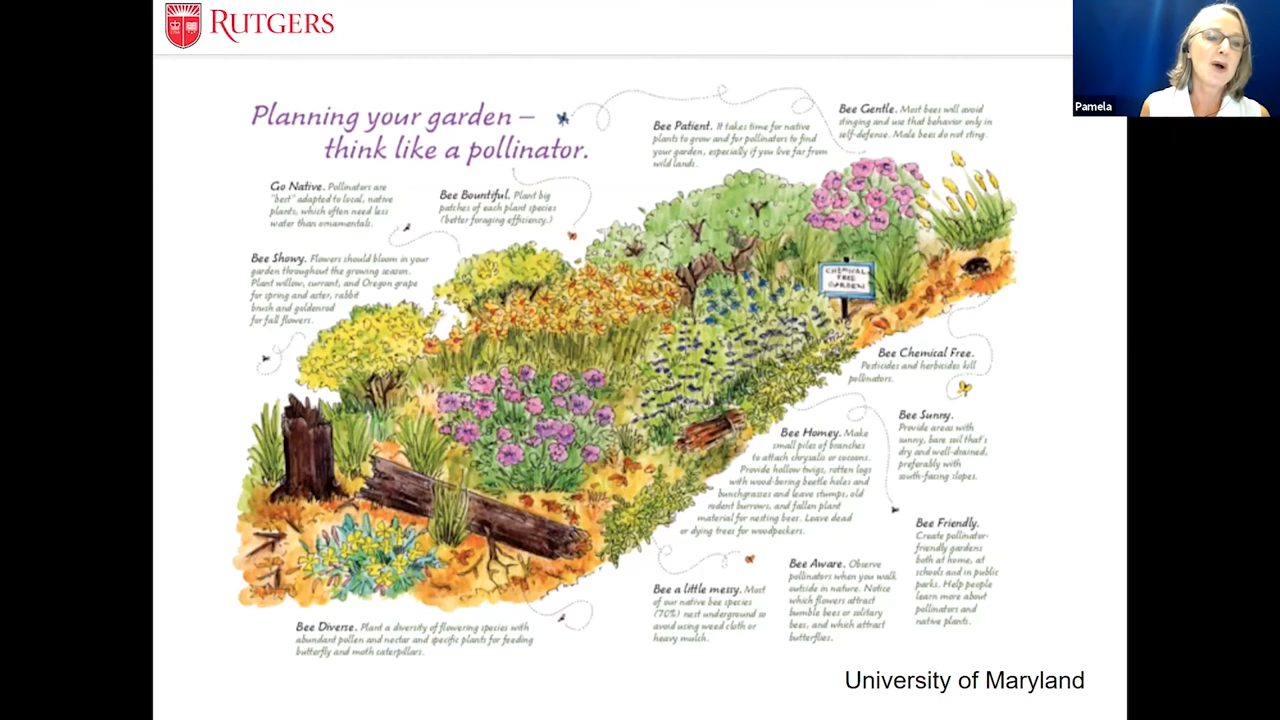 RUTGERS
Pamela
Planning your garden –
think like a pollinator.
Bee Patient. It takes time for native
plants to grow and for pollinators to find
your garden, especially if you live far from
wild lands.
Bee Gentle. Most bees will avoid
stinging and use that behavior only in
self-defence. Male bees do not sting.
Go Native. Pollinators are
"best" adapted to local, native
plants, which often need less
water than ornamentals.
Bee Bountiful. Plant big
patches of each plant species
(better foraging efficiency.)
Bee Showy. Flowers should bloom in your
garden throughout the growing season.
Plant willow, currant, and Oregon grape
for spring and aster, rabbit
brush and goldenrod
for fall flowers.
CHEMICAL
FREE
GARDEN
Bee Chemical Free.
Pesticides and herbicides kill
pollinators.
Bee Sunny.
Provide areas with
sunny, bare soil that's
dry and well-drained,
preferably with
south-facing slopes.
Bee Homey. Make
small piles of branches
to attach chrysalis or cocoons.
Provide hollow twigs, rotten logs
with wood-boring beetle holes and
bunchgrasses and leave stumps, old
rodent burrows, and fallen plant
material for nesting bees. Leave dead
or dying trees for woodpeckers.
Bee Friendly.
Create pollinator-
friendly gardens
both at home, at
schools and in public
parks. Help people
learn more about
pollinators and
native plants.
Bee a little messy. Most
of our native bee species
(70%) nest underground so
avoid using weed cloth or
heavy mulch.
Bee Aware. Observe
pollinators when you walk
outside in nature. Notice
which flowers attract
bumble bees or solitary
bees, and which attract
butterflies.
Bee Diverse. Plant a diversity of flowering species with
abundant pollen and nectar and specific plants for feeding
butterfly and moth caterpillars.
University of Maryland